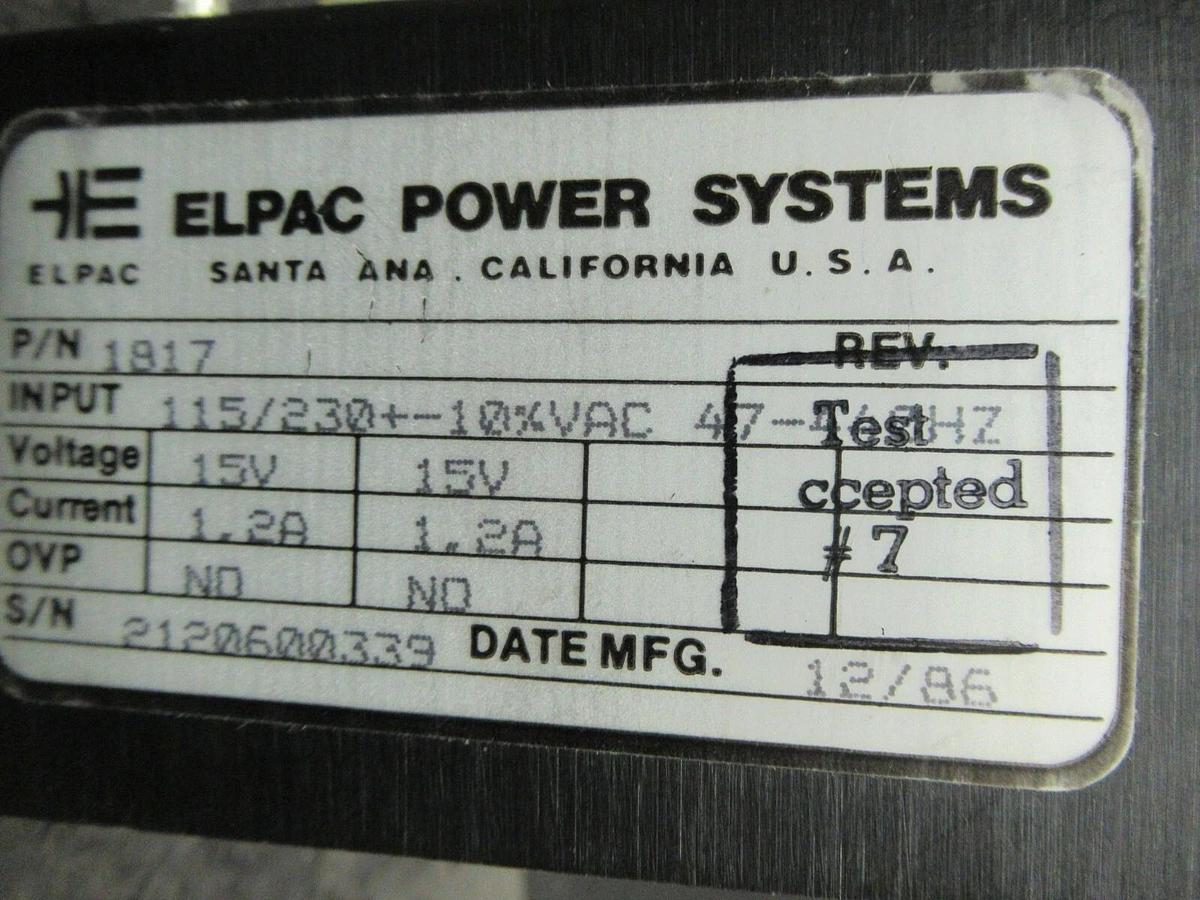 ELPAC POWER SYSTEMS
ELPAC SANTA ANA . CALIFORNIA U.S.A.
P/N 1817 REV.
INPUT 115/230+-10%VAC
Voltage 15V 15V
Current 1.2A 1.2A
OVP NO NO
S/N 2120600339 DATE MFG. 12/86
Test
ccepted
#7